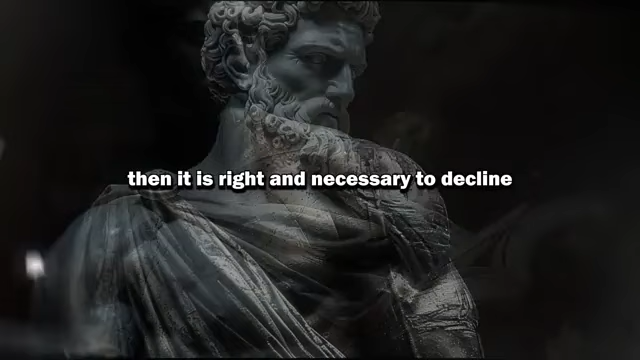 then it is right and necessary to decline